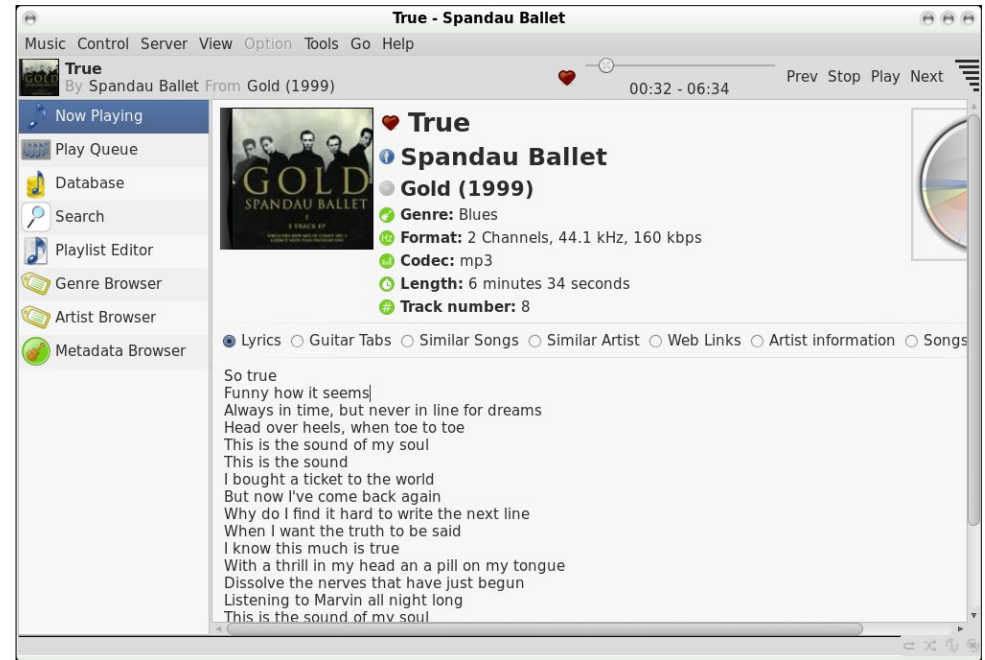 True - Spandau Ballet
Music Control Server View Option Tools Go Help
True
By Spandau Ballet From Gold (1999)
00:32 - 06:34
Prev Stop Play Next
Now Playing
Play Queue
Database
Search
Playlist Editor
Genre Browser
Artist Browser
Metadata Browser
GOLD
SPANDAU BALLET
3 TRACK EP
True
Spandau Ballet
Gold (1999)
Genre: Blues
Format: 2 Channels, 44.1 kHz, 160 kbps
Codec: mp3
Length: 6 minutes 34 seconds
Track number: 8
Lyrics Guitar Tabs Similar Songs Similar Artist Web Links Artist information Songs
So true
Funny how it seems
Always in time, but never in line for dreams
Head over heels, when toe to toe
This is the sound of my soul
This is the sound
I bought a ticket to the world
But now I've come back again
Why do I find it hard to write the next line
When I want the truth to be said
I know this much is true
With a thrill in my head an a pill on my tongue
Dissolve the nerves that have just begun
Listening to Marvin all night long
This is the sound of my soul